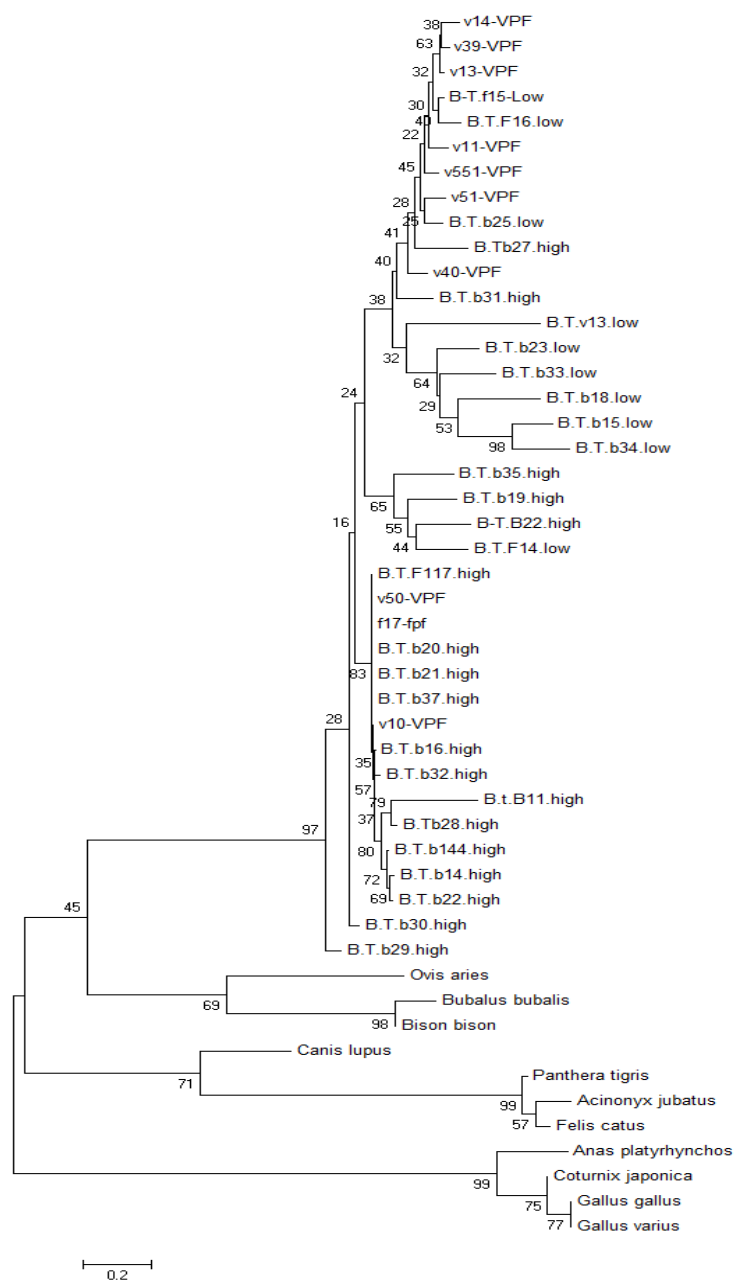 38 v14-VPF
63 v39-VPF
32 v13-VPF
30 B-T.f15-Low
40 B.T.F16.low
22 v11-VPF
45 v551-VPF
28 v51-VPF
25 B.T.b25.low
41 B.Tb27.high
40 v40-VPF
38 B.T.b31.high
B.T.v13.low
32 B.T.b23.low
64 B.T.b33.low
24 29 B.T.b18.low
53 B.T.b15.low
98 B.T.b34.low
B.T.b35.high
65 B.T.b19.high
16 55 B-T.B22.high
44 B.T.F14.low
B.T.F117.high
v50-VPF
f17-fpf
B.T.b20.high
83 B.T.b21.high
B.T.b37.high
28 v10-VPF
35 B.T.b16.high
57 B.T.b32.high
79 B.t.B11.high
97 37 B.Tb28.high
80 B.T.b144.high
72 B.T.b14.high
69 B.T.b22.high
45 B.T.b30.high
B.T.b29.high
Ovis aries
69 Bubalus bubalis
98 Bison bison
Canis lupus
71 Panthera tigris
99 Acinonyx jubatus
57 Felis catus
Anas platyrhynchos
99 Coturnix japonica
75 Gallus gallus
77 Gallus varius
0.2